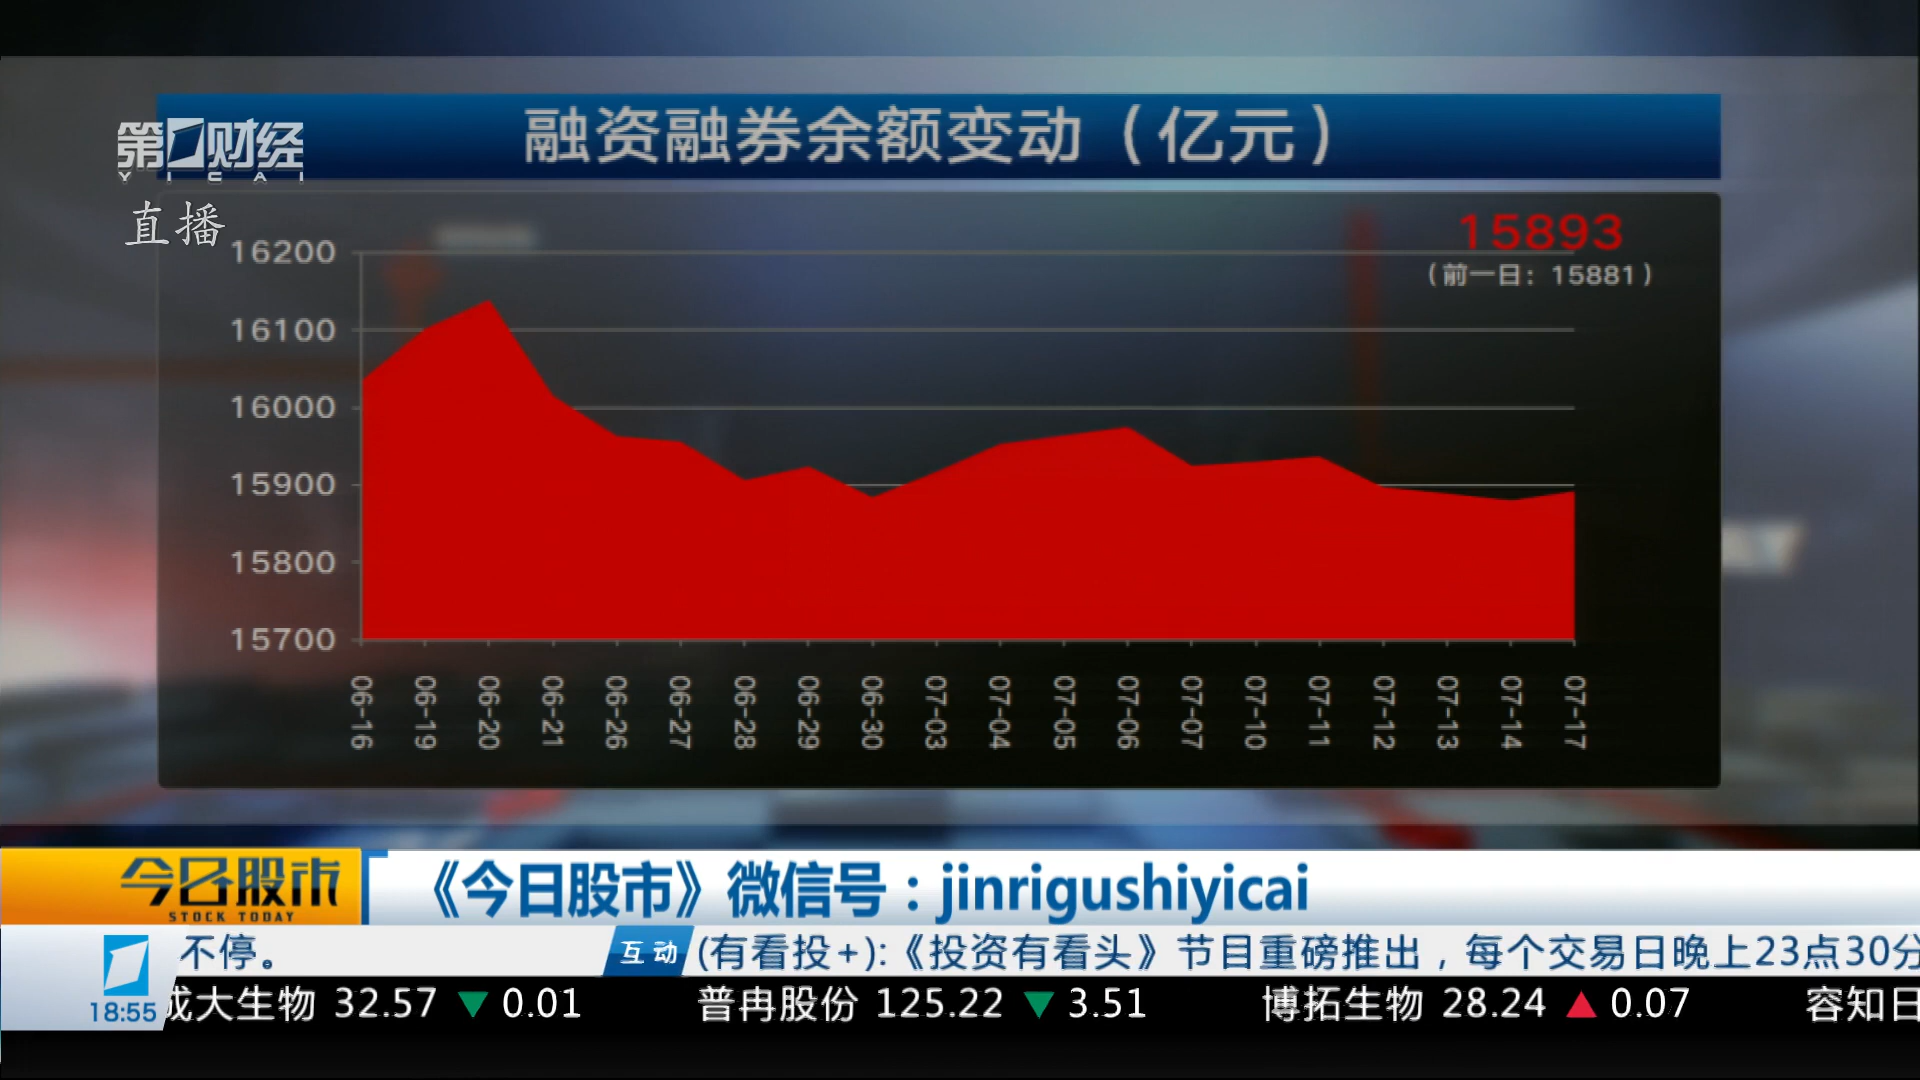 融资融券余额变动（亿元）
第一财经
YICAI
直播
15893
（前一日：15881）
16200
16100
16000
15900
15800
15700
06-16
06-19
06-20
06-21
06-26
06-27
06-28
06-29
06-30
07-03
07-04
07-05
07-06
07-07
07-10
07-11
07-12
07-13
07-14
07-17
今日股市
STOCK TODAY
《今日股市》微信号：jinrigushiyicai
不停。 互动 (有看投+):《投资有看头》节目重磅推出，每个交易日晚上23点30分
18:55
成大生物 32.57 ▼ 0.01 普冉股份 125.22 ▼ 3.51 博拓生物 28.24 ▲ 0.07 容知日